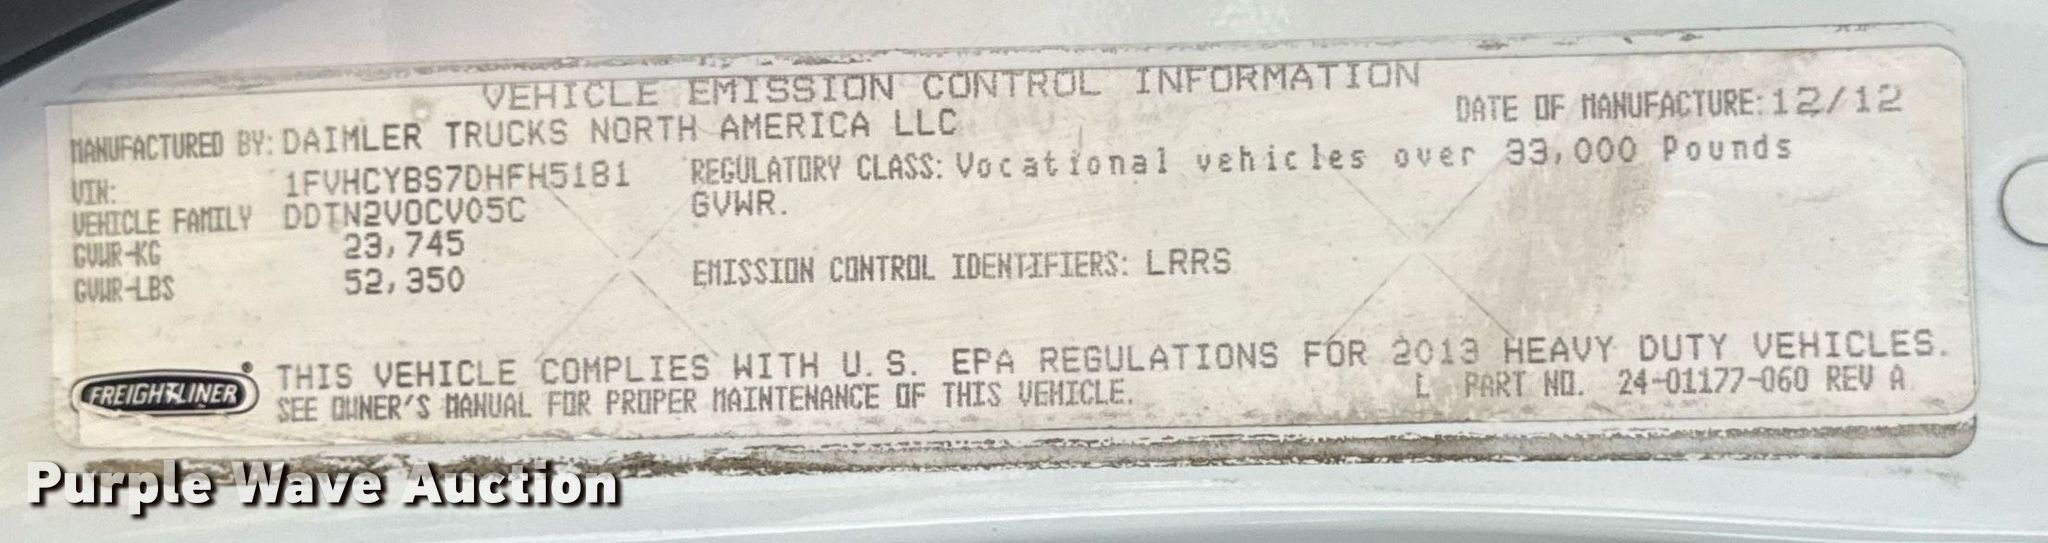 VEHICLE EMISSION CONTROL INFORMATION
MANUFACTURED BY: DAIMLER TRUCKS NORTH AMERICA LLC
DATE OF MANUFACTURE: 12/12
VIN: 1FVHCYBS7DHFH5181
REGULATORY CLASS: Vocational vehicles over 33,000 Pounds
VEHICLE FAMILY DDTN2VOCV05C
GVWR.
GVWR-KG 23,745
GVWR-LBS 52,350
EMISSION CONTROL IDENTIFIERS: LRRS
FREIGHTLINER®
THIS VEHICLE COMPLIES WITH U.S. EPA REGULATIONS FOR 2013 HEAVY DUTY VEHICLES.
SEE OWNER'S MANUAL FOR PROPER MAINTENANCE OF THIS VEHICLE.
L PART NO. 24-01177-060 REV A
Purple Wave Auction